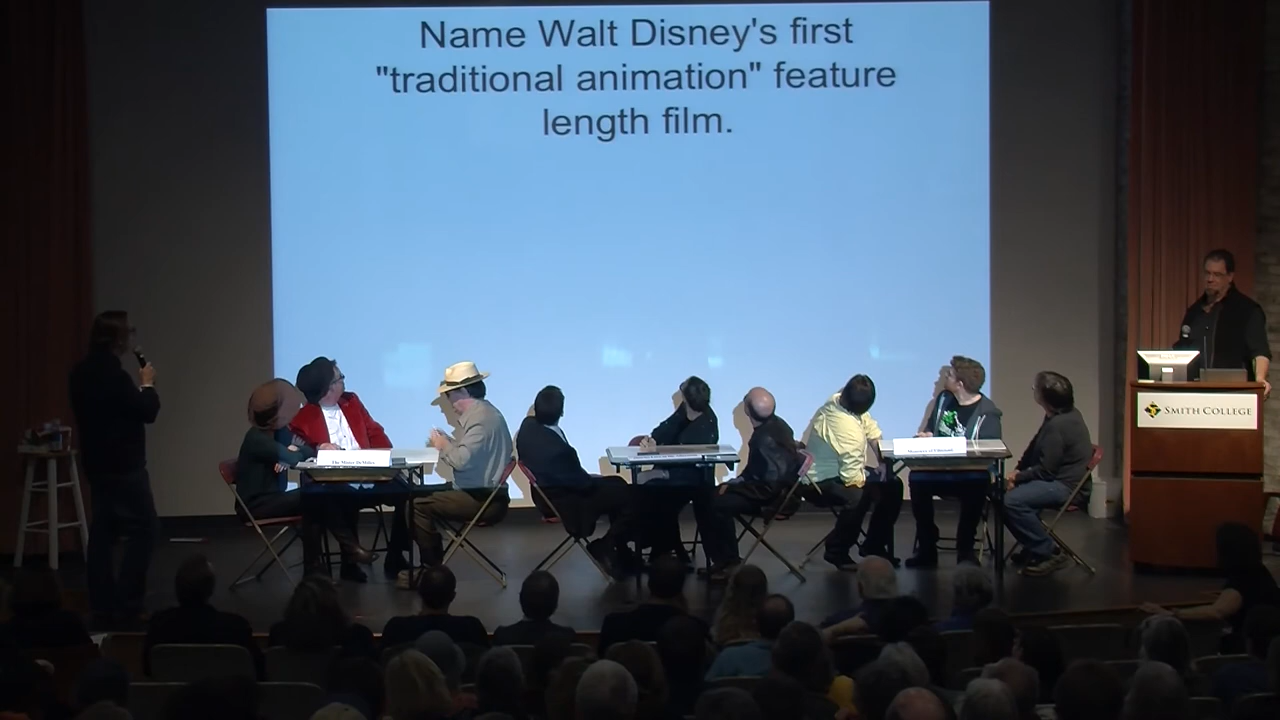 Name Walt Disney's first
"traditional animation" feature
length film.
SMITH COLLEGE